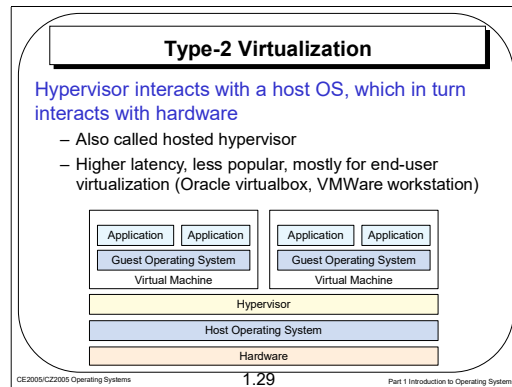 Type-2 Virtualization
Hypervisor interacts with a host OS, which in turn
interacts with hardware
– Also called hosted hypervisor
– Higher latency, less popular, mostly for end-user
virtualization (Oracle virtualbox, VMWare workstation)
Application Application Application Application
Guest Operating System Guest Operating System
Virtual Machine Virtual Machine
Hypervisor
Host Operating System
Hardware
CE2005/CZ2005 Operating Systems 1.29 Part 1 Introduction to Operating System